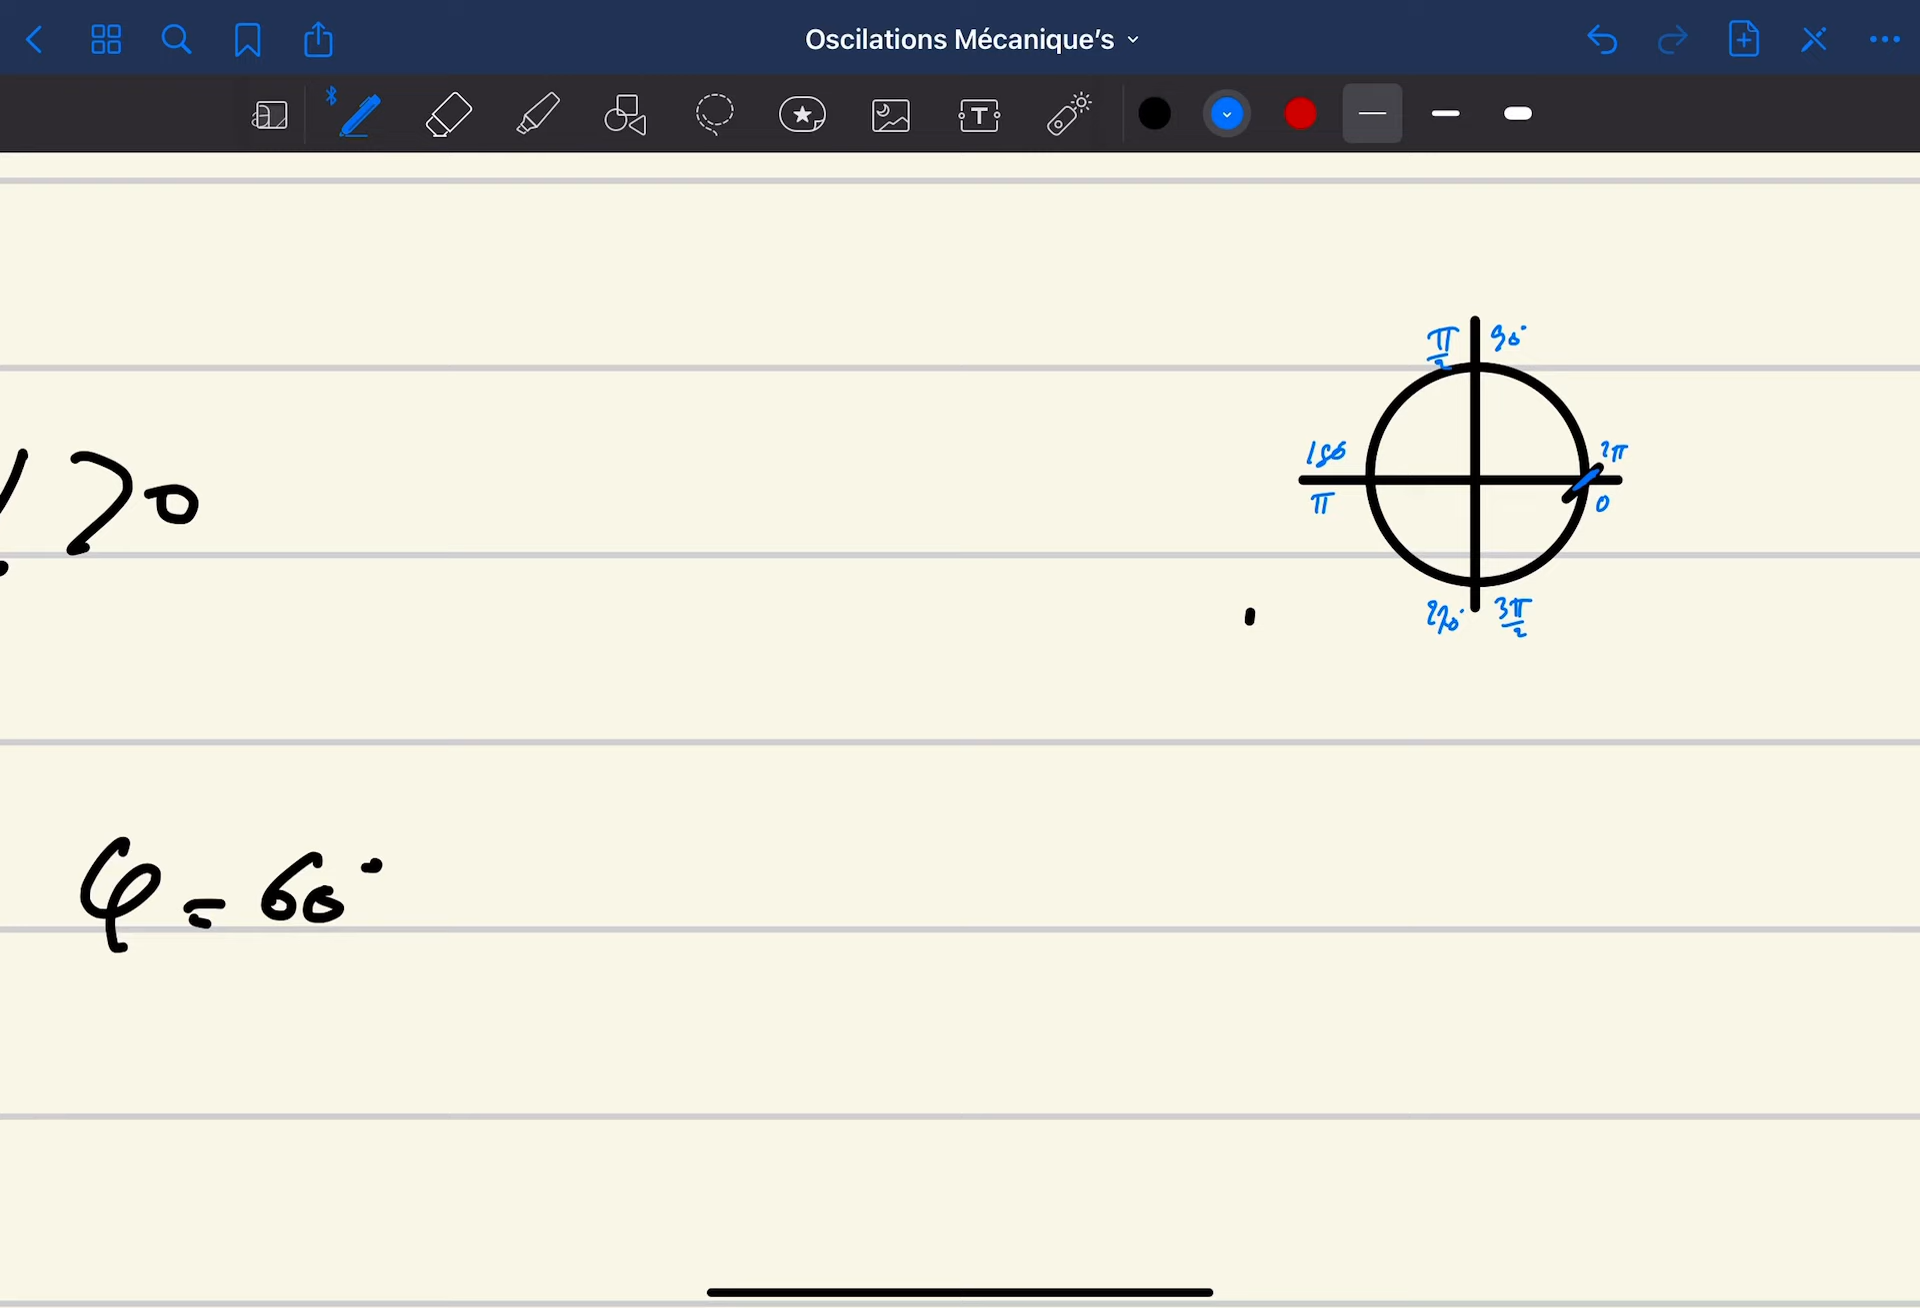 Oscilations Mécanique's
T
π/2 90°
180 2π
> 0
π 0
270° 3π/2
φ = 60°